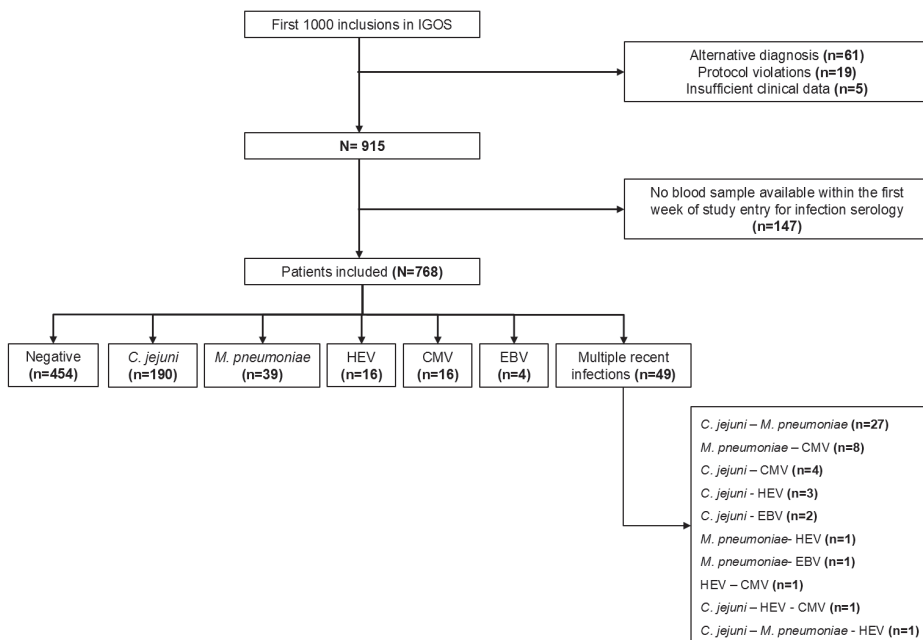 First 1000 inclusions in IGOS
Alternative diagnosis (n=61)
Protocol violations (n=19)
Insufficient clinical data (n=5)
N= 915
No blood sample available within the first
week of study entry for infection serology
(n=147)
Patients included (N=768)
Negative
(n=454)
C. jejuni
(n=190)
M. pneumoniae
(n=39)
HEV
(n=16)
CMV
(n=16)
EBV
(n=4)
Multiple recent
infections (n=49)
C. jejuni – M. pneumoniae (n=27)
M. pneumoniae – CMV (n=8)
C. jejuni – CMV (n=4)
C. jejuni - HEV (n=3)
C. jejuni - EBV (n=2)
M. pneumoniae- HEV (n=1)
M. pneumoniae- EBV (n=1)
HEV – CMV (n=1)
C. jejuni – HEV - CMV (n=1)
C. jejuni – M. pneumoniae - HEV (n=1)